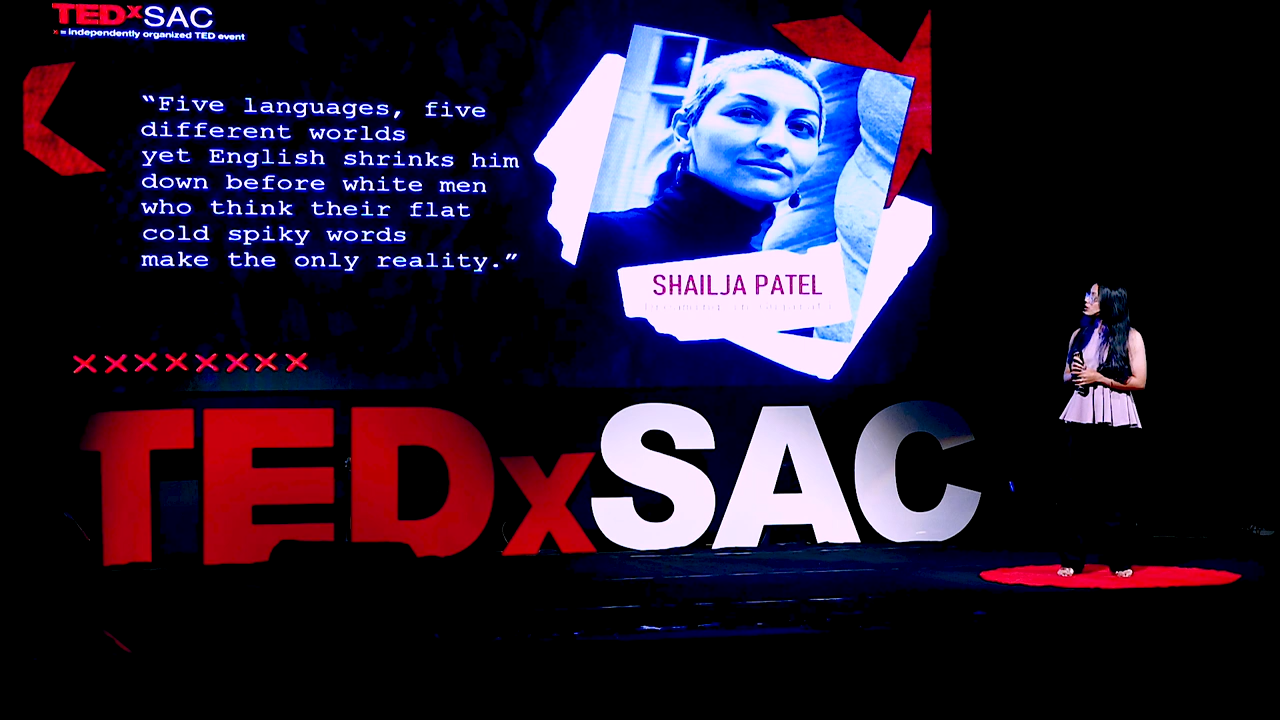 TEDxSAC
x = independently organized TED event
“Five languages, five
different worlds
yet English shrinks him
down before white men
who think their flat
cold spiky words
make the only reality.”
SHAILJA PATEL
TEDxSAC